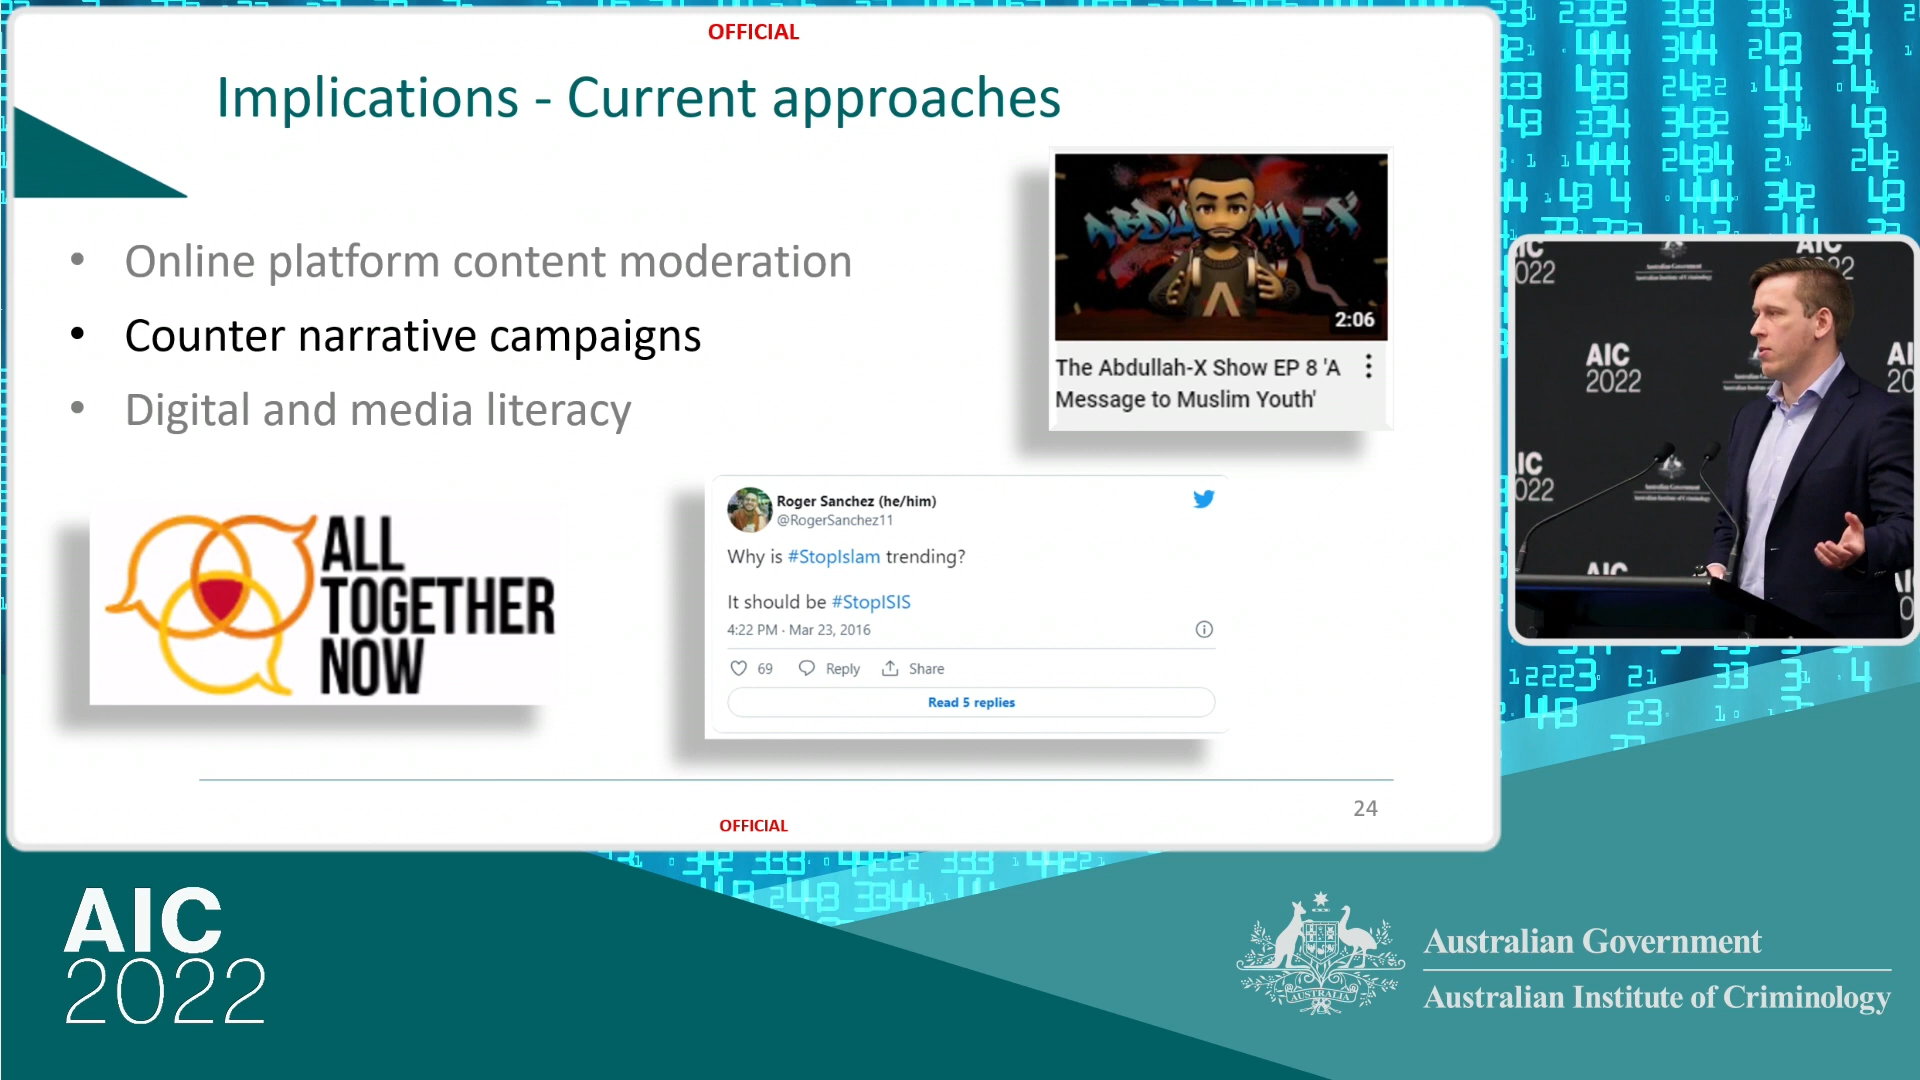 OFFICIAL
Implications - Current approaches
• Online platform content moderation
• Counter narrative campaigns
• Digital and media literacy
ABDULLAH-X
2:06
The Abdullah-X Show EP 8 'A
Message to Muslim Youth'
ALL
TOGETHER
NOW
Roger Sanchez (he/him)
@RogerSanchez11
Why is #StopIslam trending?
It should be #StopISIS
4:22 PM · Mar 23, 2016
69 Reply Share
Read 5 replies
24
OFFICIAL
AIC
2022
AIC
2022
Australian Government
Australian Institute of Criminology
AUSTRALIA